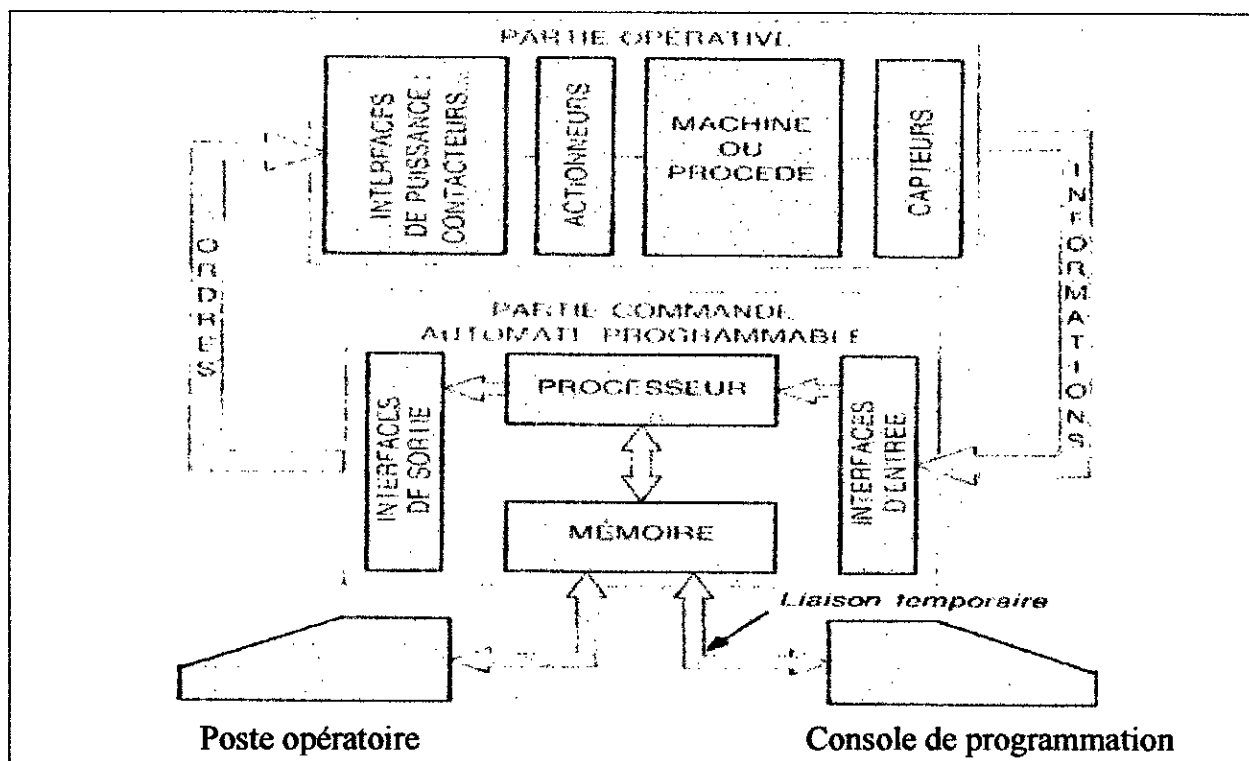 PARTIE OPÉRATIVE
INTERFACES
DE PUISSANCE :
CONTACTEURS...
ACTIONNEURS
MACHINE
OU
PROCEDE
CAPTEURS
ORDRES
INFORMATIONS
PARTIE COMMANDE
AUTOMATE PROGRAMMABLE
INTERFACES
DE SORTIE
PROCESSEUR
INTERFACES
D'ENTREE
MÉMOIRE
Liaison temporaire
Poste opératoire
Console de programmation